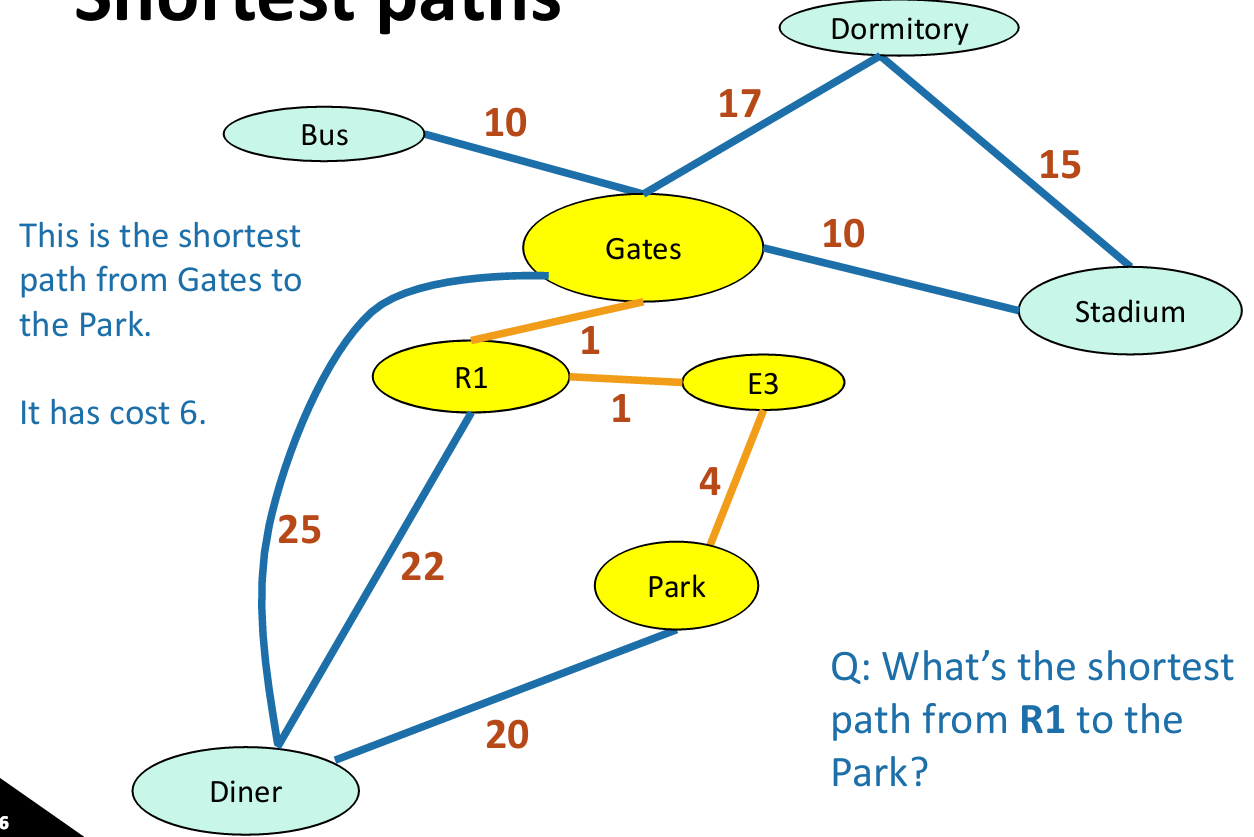 Shortest paths
Dormitory
17
10
Bus
15
This is the shortest
path from Gates to
the Park.
It has cost 6.
Gates
10
Stadium
1
R1
E3
1
4
25
22
Park
Q: What’s the shortest
path from R1 to the
Park?
20
Diner
6